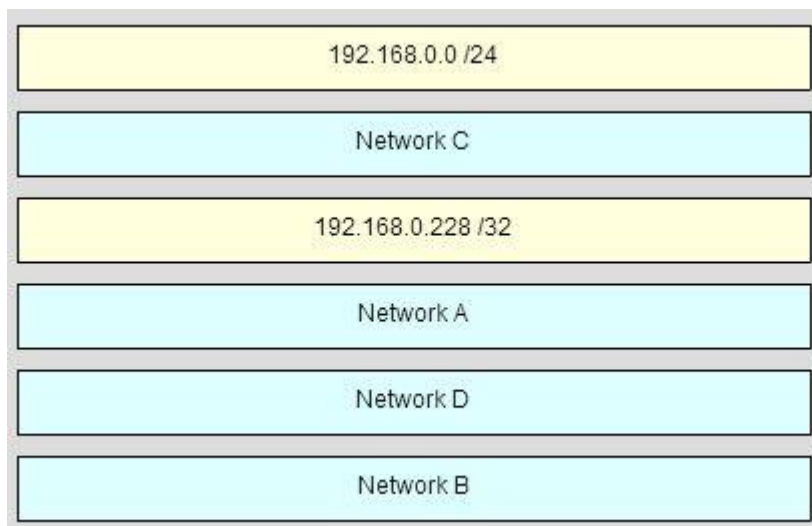 192.168.0.0 /24
Network C
192.168.0.228 /32
Network A
Network D
Network B